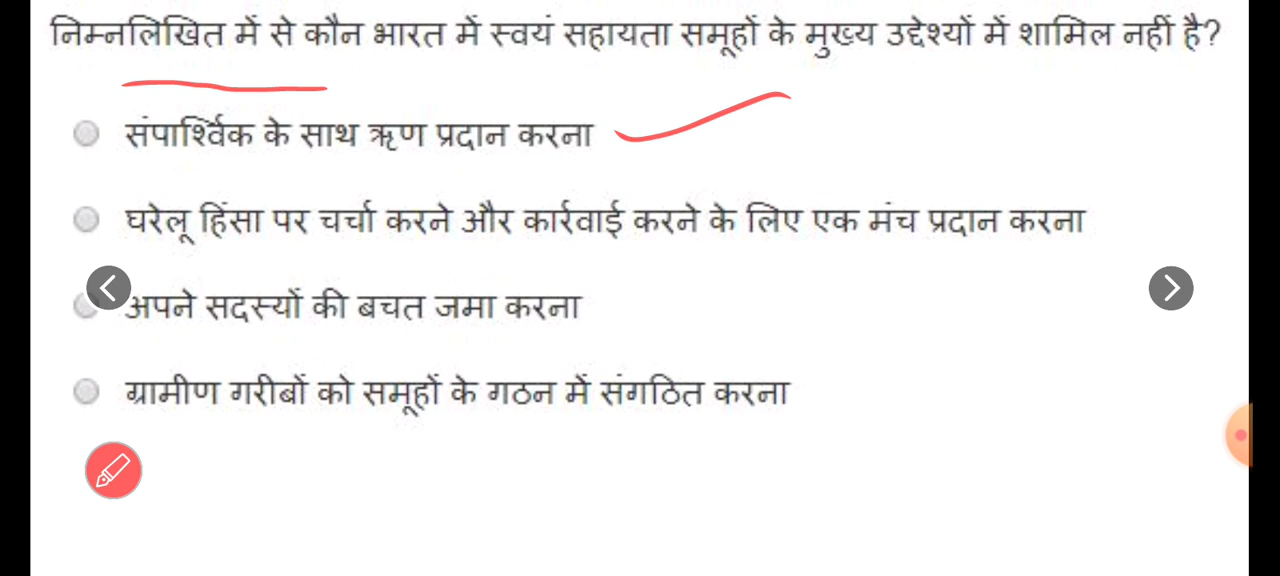 निम्नलिखित में से कौन भारत में स्वयं सहायता समूहों के मुख्य उद्देश्यों में शामिल नहीं है?
संपार्श्विक के साथ ऋण प्रदान करना
घरेलू हिंसा पर चर्चा करने और कार्रवाई करने के लिए एक मंच प्रदान करना
अपने सदस्यों की बचत जमा करना
ग्रामीण गरीबों को समूहों के गठन में संगठित करना